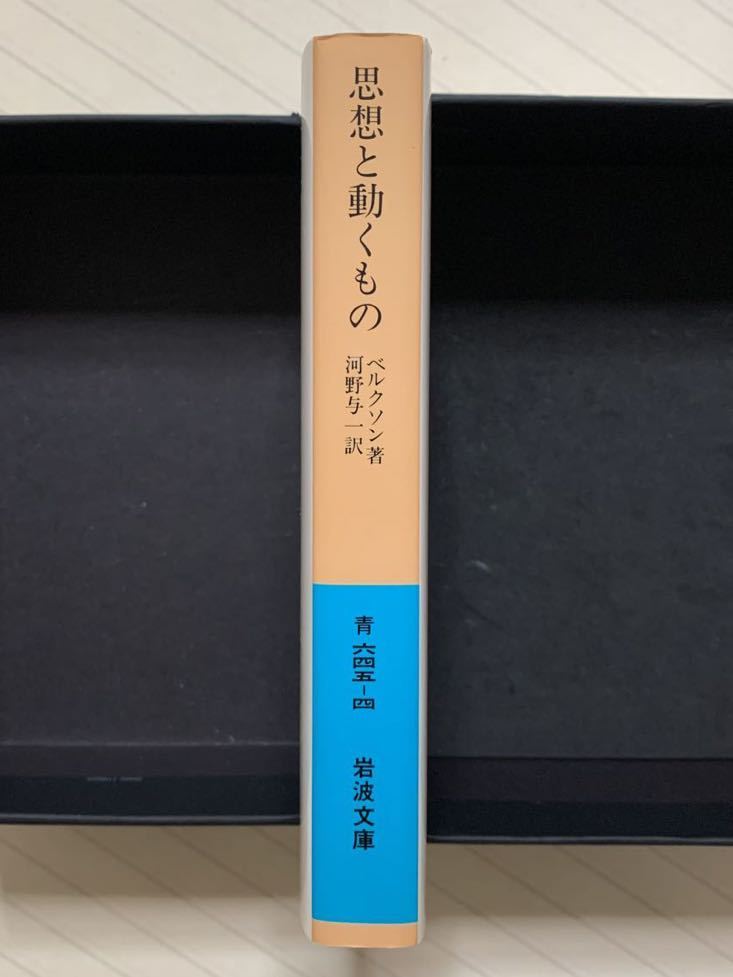 思想と動くもの
ベルクソン著
河野与一訳
青 六四五-四
岩波文庫